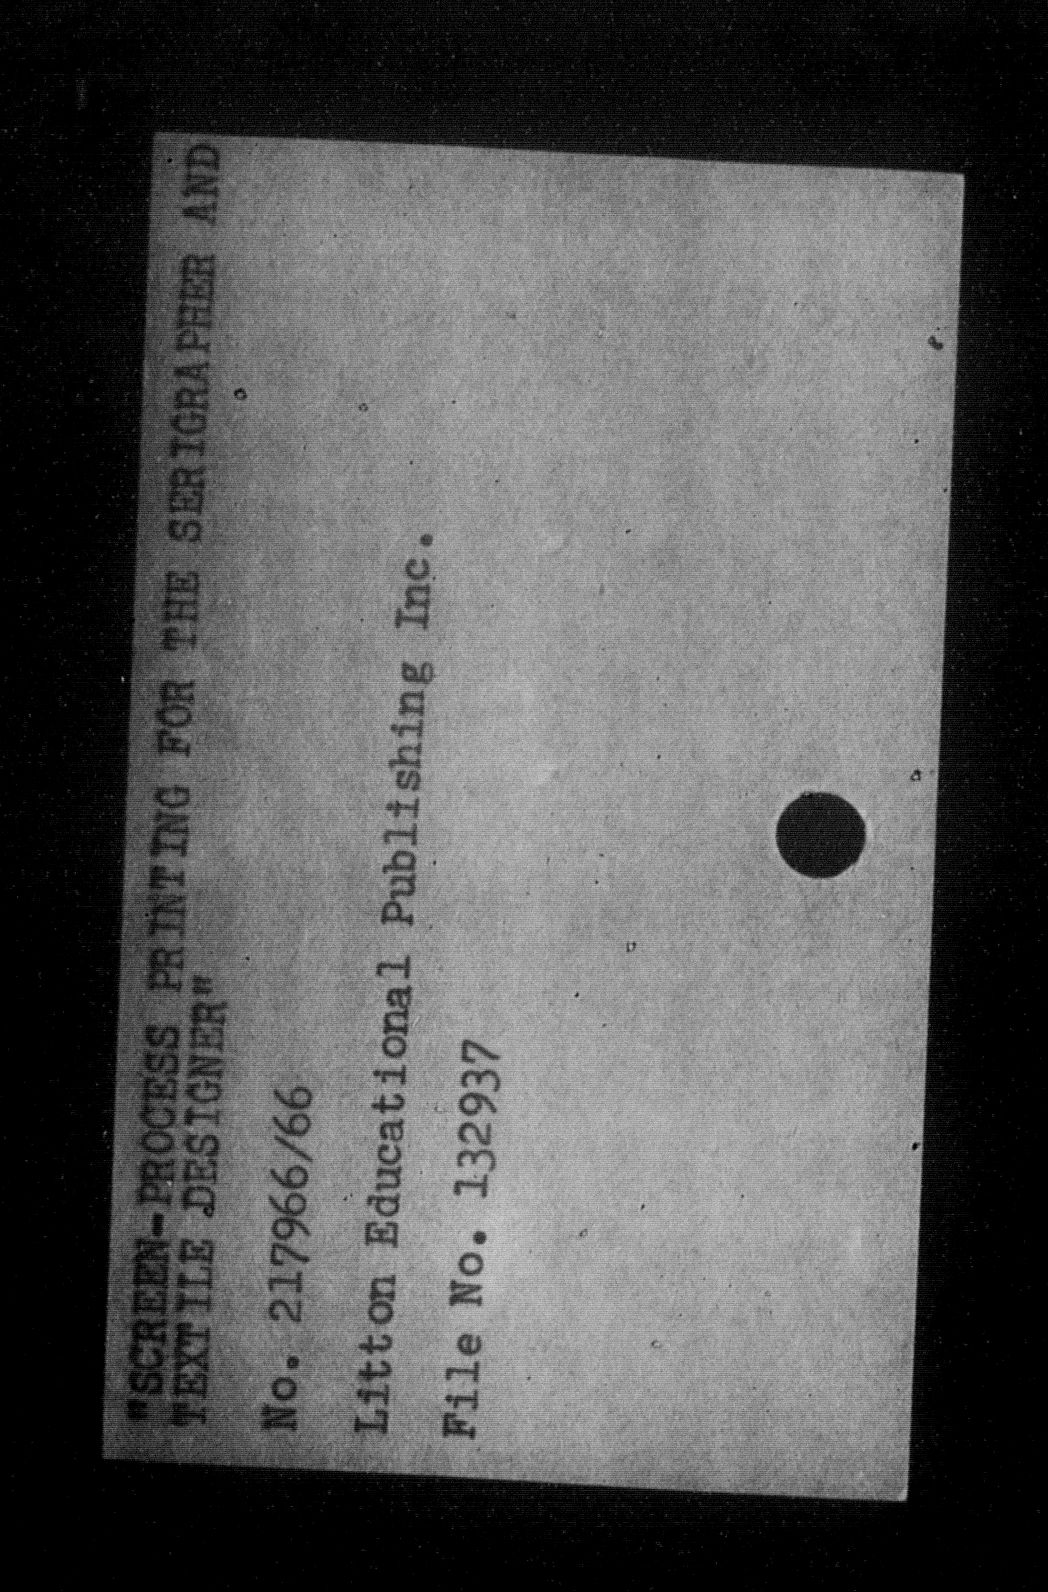 "SCREEN-PROCESS PRINTING FOR THE SERIGRAPHER AND
TEXTILE DESIGNER"
No. 217966/66
Litton Educational Publishing Inc.
File No. 132937